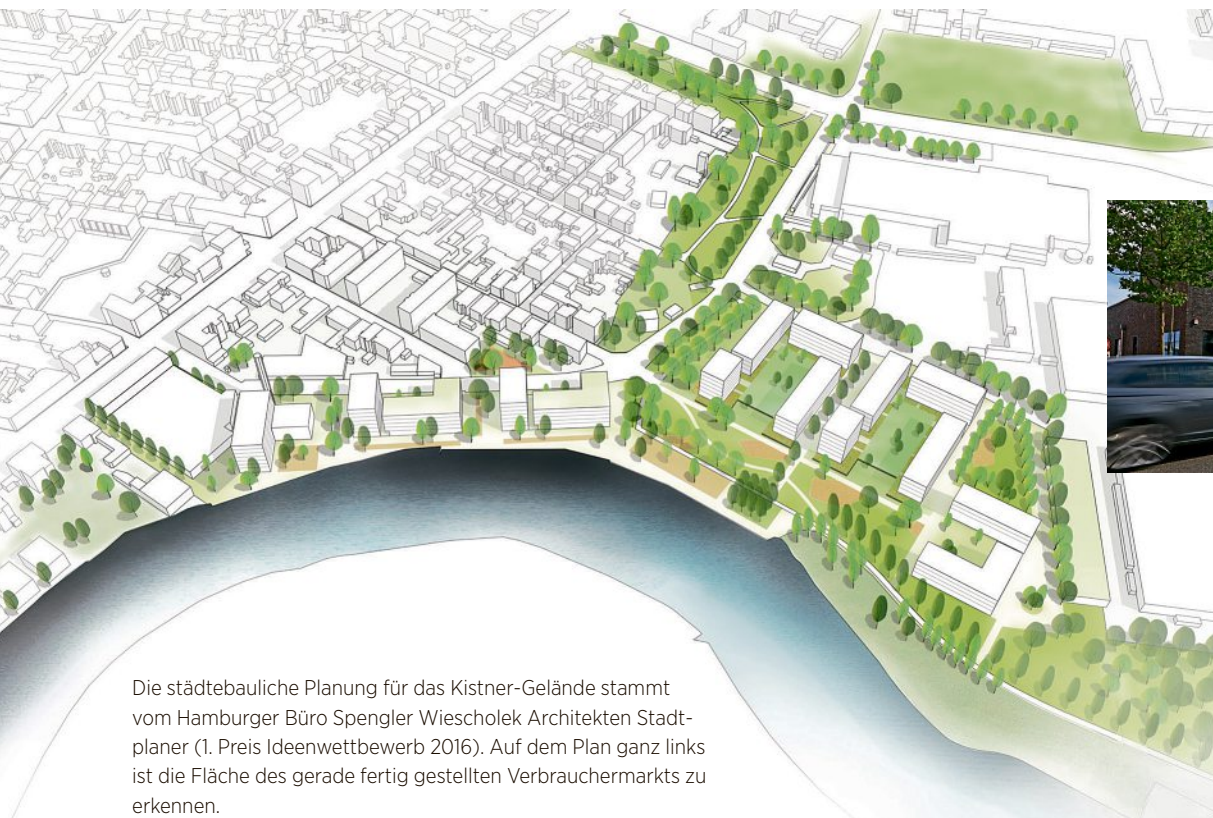 Die städtebauliche Planung für das Kistner-Gelände stammt
vom Hamburger Büro Spengler Wiescholek Architekten Stadt-
planer (1. Preis Ideenwettbewerb 2016). Auf dem Plan ganz links
ist die Fläche des gerade fertig gestellten Verbrauchermarkts zu
erkennen.